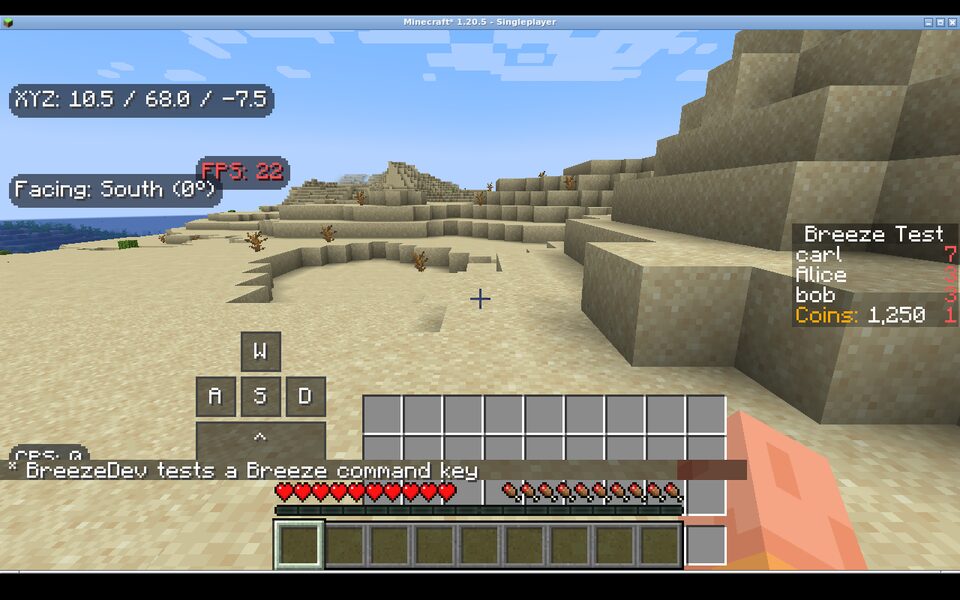 Minecraft* 1.20.5 - Singleplayer
XYZ: 10.5 / 68.0 / -7.5
FPS: 22
Facing: South (0°)
Breeze Test
carl 7
Alice
bob 3
Coins: 1,250 1
W
A S D
^
CPS: 0
* BreezeDev tests a Breeze command key